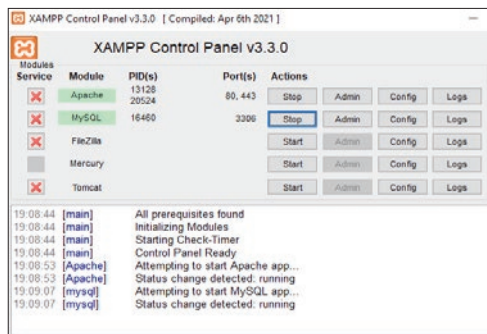 XAMPP Control Panel v3.3.0 [ Compiled: Apr 6th 2021 ]
XAMPP Control Panel v3.3.0
Modules
Service Module PID(s) Port(s) Actions
Apache 13128 20524 80, 443 Stop Admin Config Logs
MySQL 16460 3306 Stop Admin Config Logs
FileZilla Start Admin Config Logs
Mercury Start Admin Config Logs
Tomcat Start Admin Config Logs
19:08:44 [main] All prerequisites found
19:08:44 [main] Initializing Modules
19:08:44 [main] Starting Check-Timer
19:08:44 [main] Control Panel Ready
19:08:53 [Apache] Attempting to start Apache app...
19:08:53 [Apache] Status change detected: running
19:09:07 [mysql] Attempting to start MySQL app...
19:09:07 [mysql] Status change detected: running